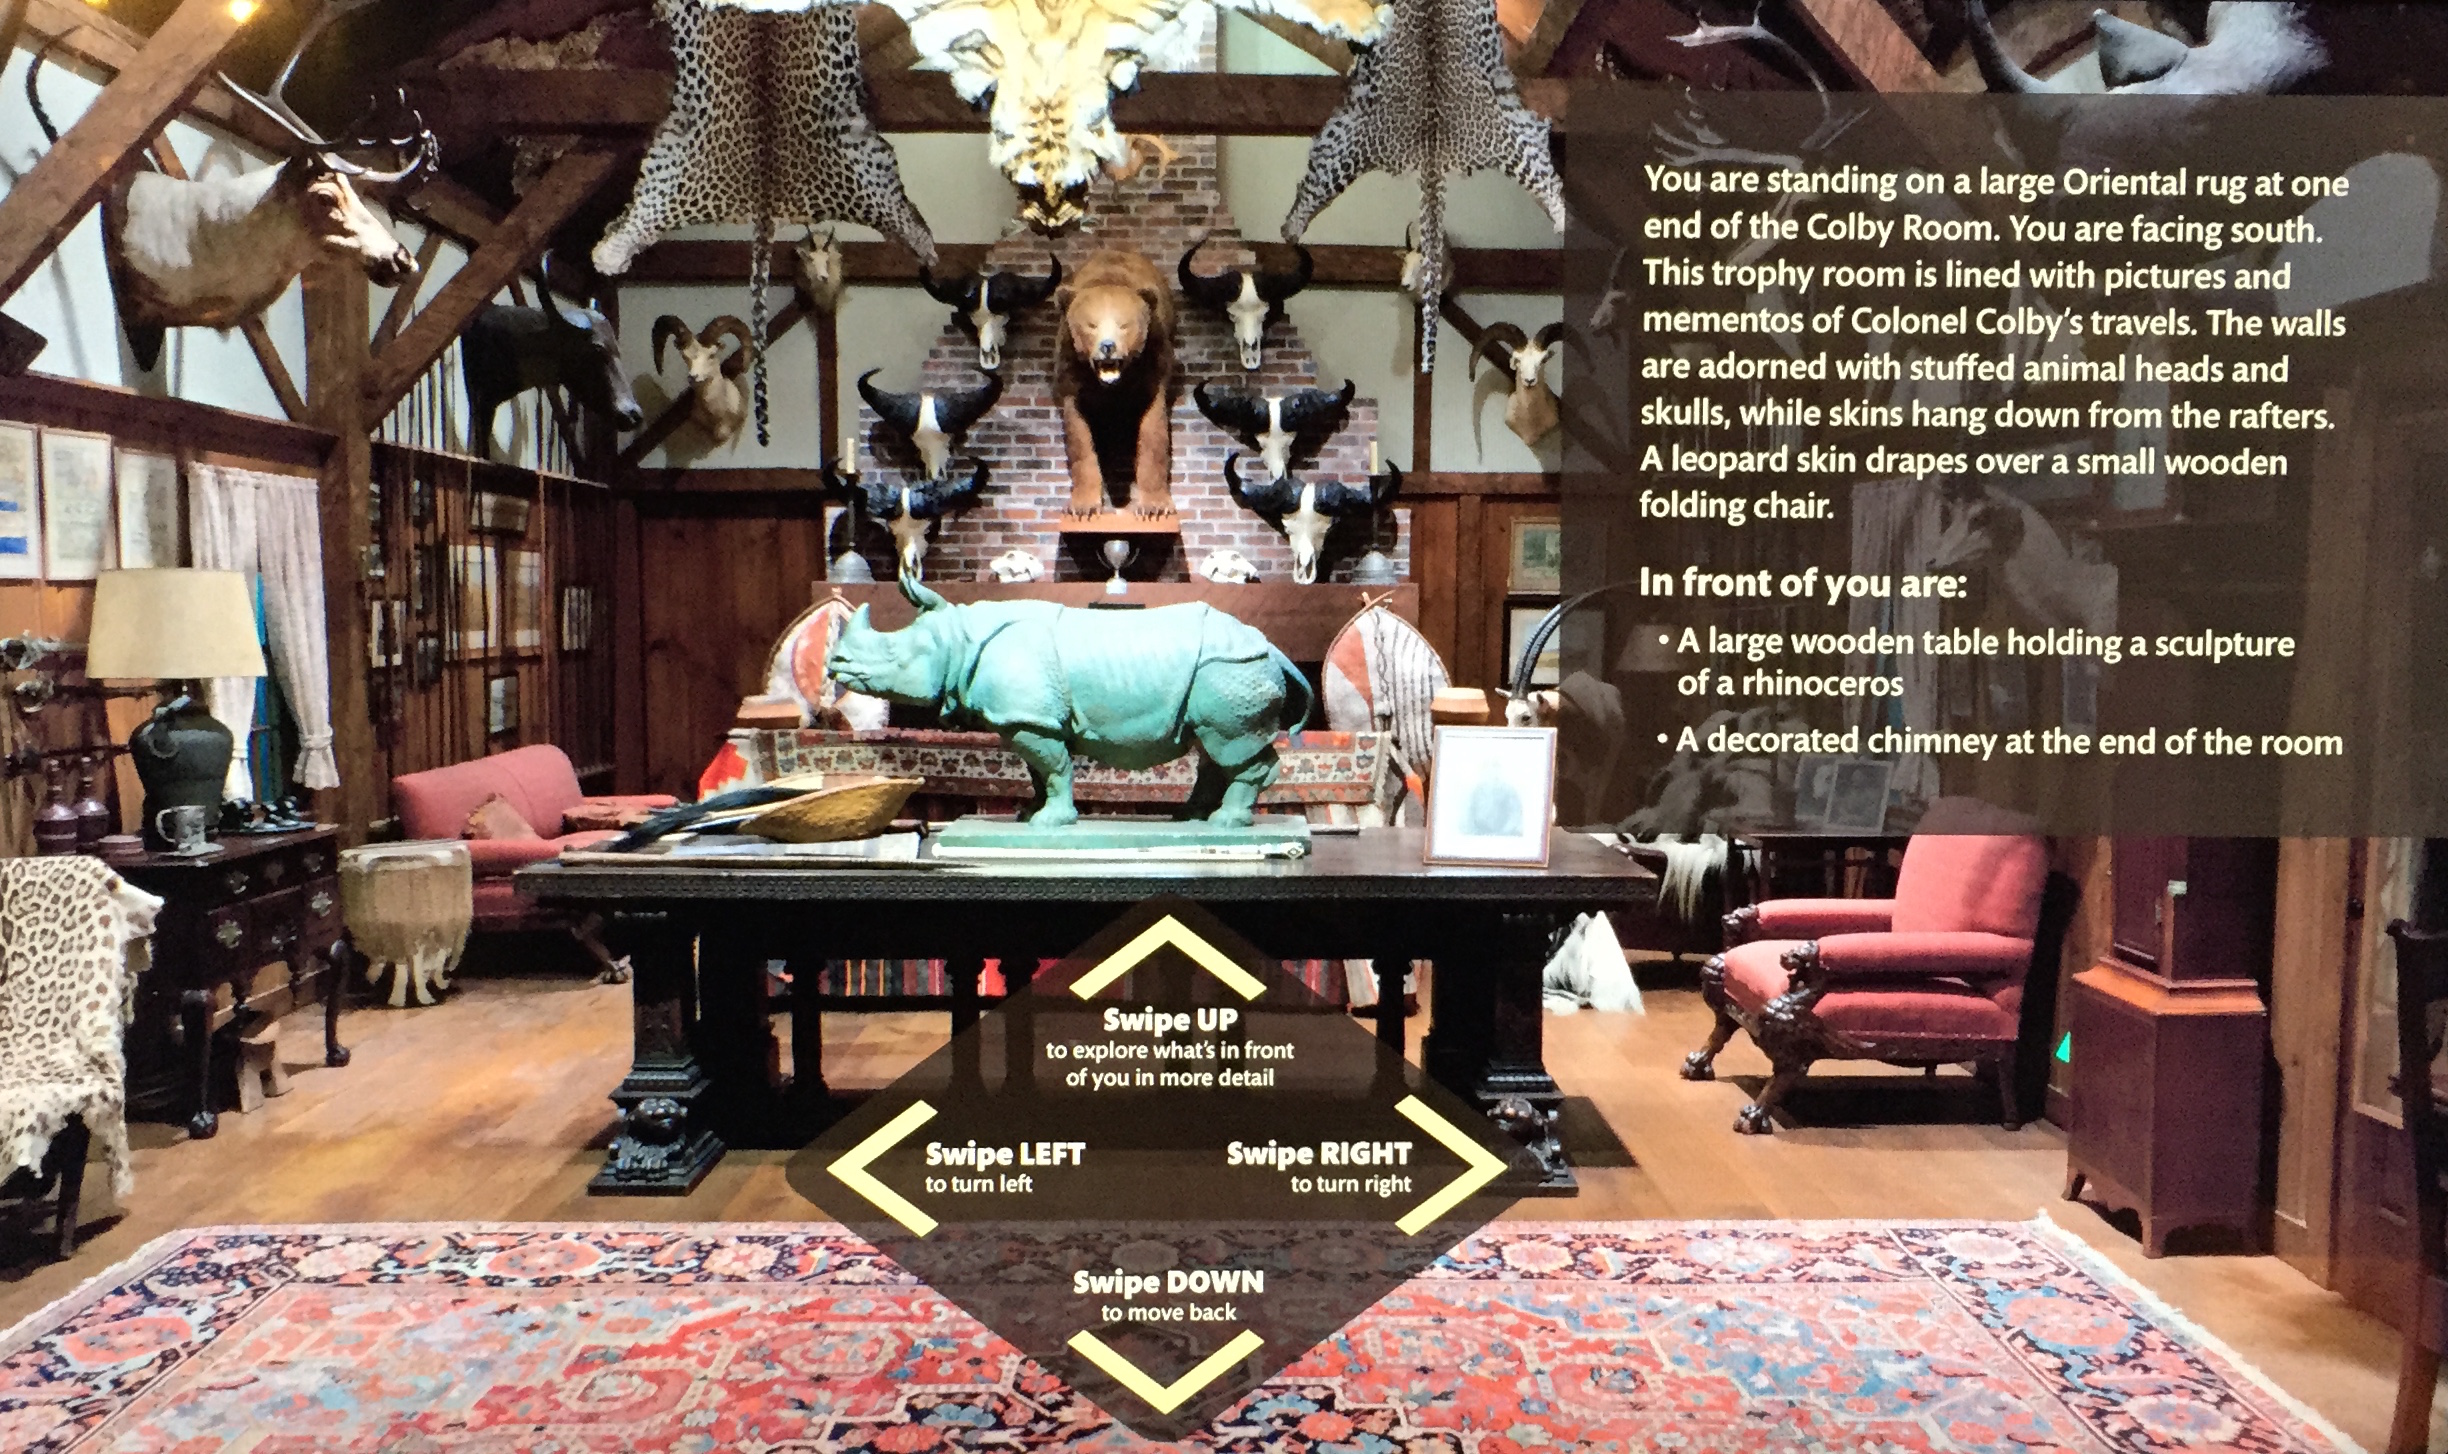 You are standing on a large Oriental rug at one
end of the Colby Room. You are facing south.
This trophy room is lined with pictures and
mementos of Colonel Colby's travels. The walls
are adorned with stuffed animal heads and
skulls, while skins hang down from the rafters.
A leopard skin drapes over a small wooden
folding chair.
In front of you are:
• A large wooden table holding a sculpture
of a rhinoceros
• A decorated chimney at the end of the room
Swipe UP
to explore what's in front
of you in more detail
Swipe LEFT
to turn left
Swipe RIGHT
to turn right
Swipe DOWN
to move back